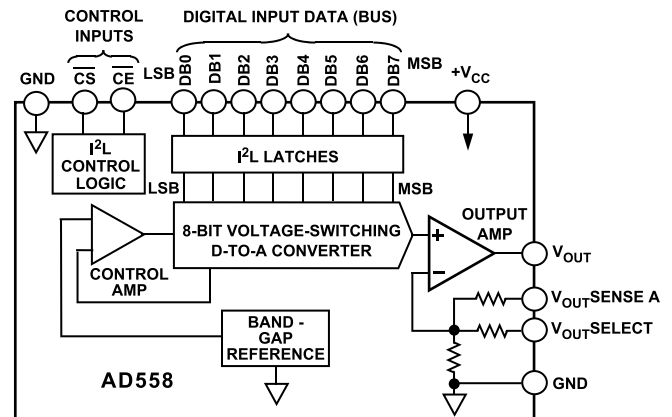 CONTROL
INPUTS
DIGITAL INPUT DATA (BUS)
GND
CS
CE
LSB
DB0
DB1
DB2
DB3
DB4
DB5
DB6
DB7
MSB
+VCC
I²L
CONTROL
LOGIC
I²L LATCHES
LSB
MSB
8-BIT VOLTAGE-SWITCHING
D-TO-A CONVERTER
CONTROL
AMP
OUTPUT
AMP
+
–
VOUT
VOUTSENSE A
VOUTSELECT
BAND -
GAP
REFERENCE
GND
AD558